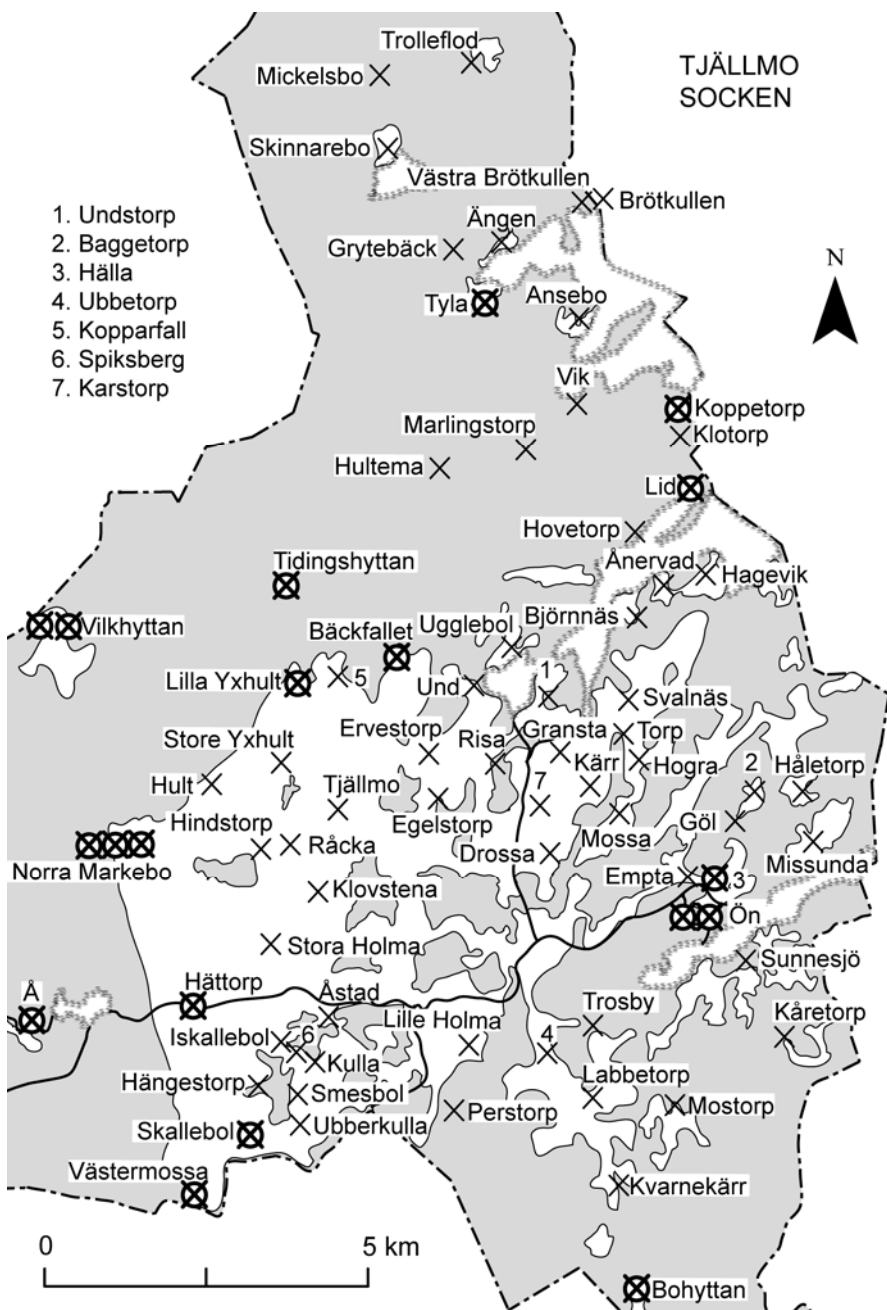 Trolleflod
Mickelsbo
TJÄLLMO
SOCKEN
Skinnarebo
Västra Brötkullen
Brötkullen
1. Undstorp
2. Baggetorp
3. Hälla
4. Ubbetorp
5. Kopparfall
6. Spiksberg
7. Karstorp
Ängen
Grytebäck
N
Tyla
Ansebo
Vik
Koppetorp
Marlingstorp
Klotorp
Hultema
Lid
Hovetorp
Tidingshyttan
Ånervad
Hagevik
Vilkhyttan
Björnnäs
Bäckfallet
Ugglebol
Lilla Yxhult
5
Und
1
Svalnäs
Store Yxhult
Ervestorp
Risa
Gransta
Torp
Hult
Tjällmo
Kärr
Hogra
2
Håletorp
7
Hindstorp
Råcka
Egelstorp
Mossa
Göl
Norra Markebo
Drossa
Missunda
Empta
3
Klovstena
Ön
Stora Holma
Sunnesjö
Å
Hättorp
Åstad
Lille Holma
Trosby
Kåretorp
Iskallebol
6
Kulla
4
Hängestorp
Smesbol
Labbetorp
Perstorp
Mostorp
Skallebol
Ubberkulla
Västermossa
Kvarnekärr
0
5 km
Bohyttan